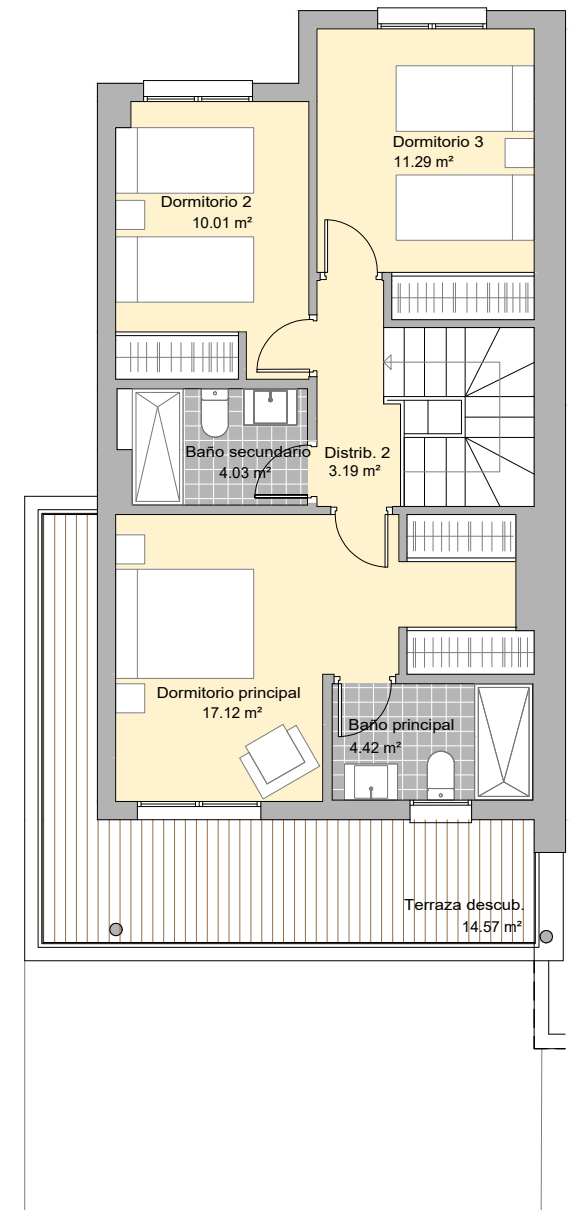 Dormitorio 3
11.29 m²
Dormitorio 2
10.01 m²
Baño secundario
4.03 m²
Distrib. 2
3.19 m²
Dormitorio principal
17.12 m²
Baño principal
4.42 m²
Terraza descub.
14.57 m²